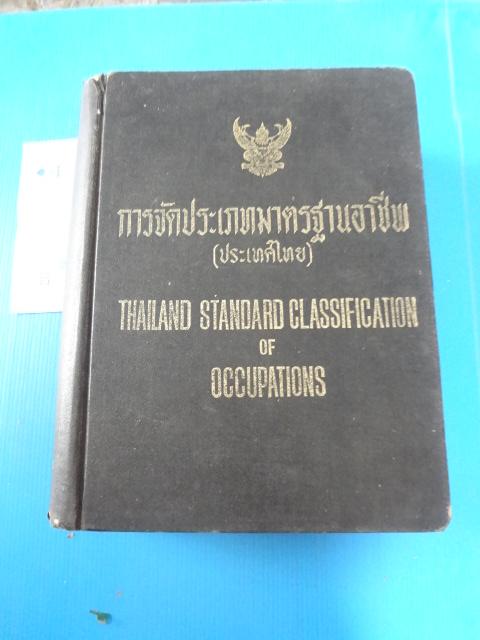 การจัดประเภทมาตรฐานอาชีพ
(ประเทศไทย)
THAILAND STANDARD CLASSIFICATION
OF
OCCUPATIONS